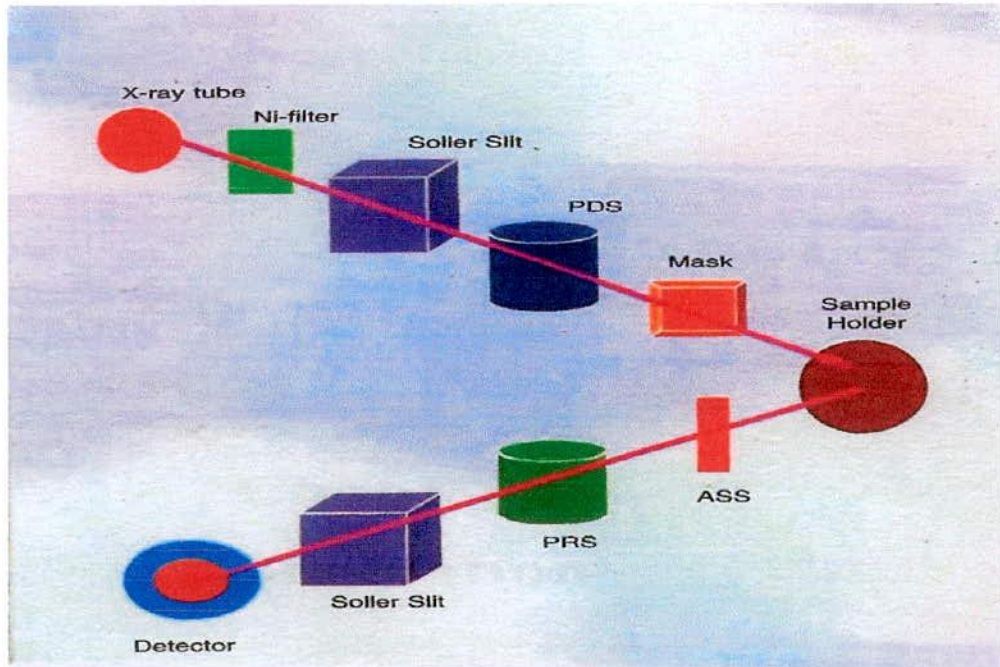 X-ray tube
Ni-filter
Soller Slit
PDS
Mask
Sample
Holder
ASS
PRS
Soller Slit
Detector